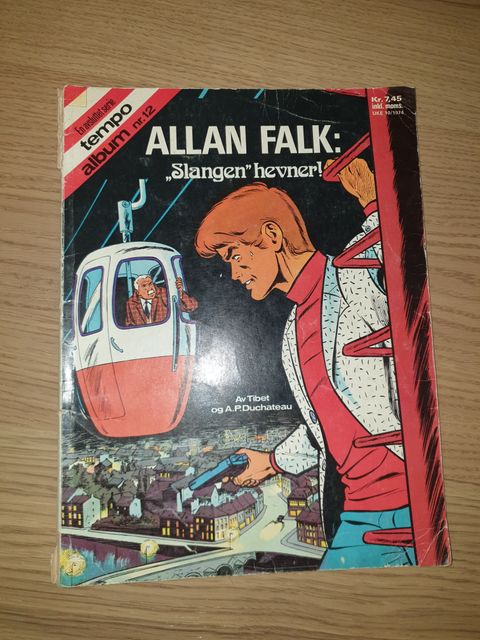 En avsluttet serie
tempo
album nr. 12
Kr. 7,45
inkl. moms.
UKE 10/1974
ALLAN FALK:
„Slangen” hevner!
Av Tibet
og A.P. Duchateau